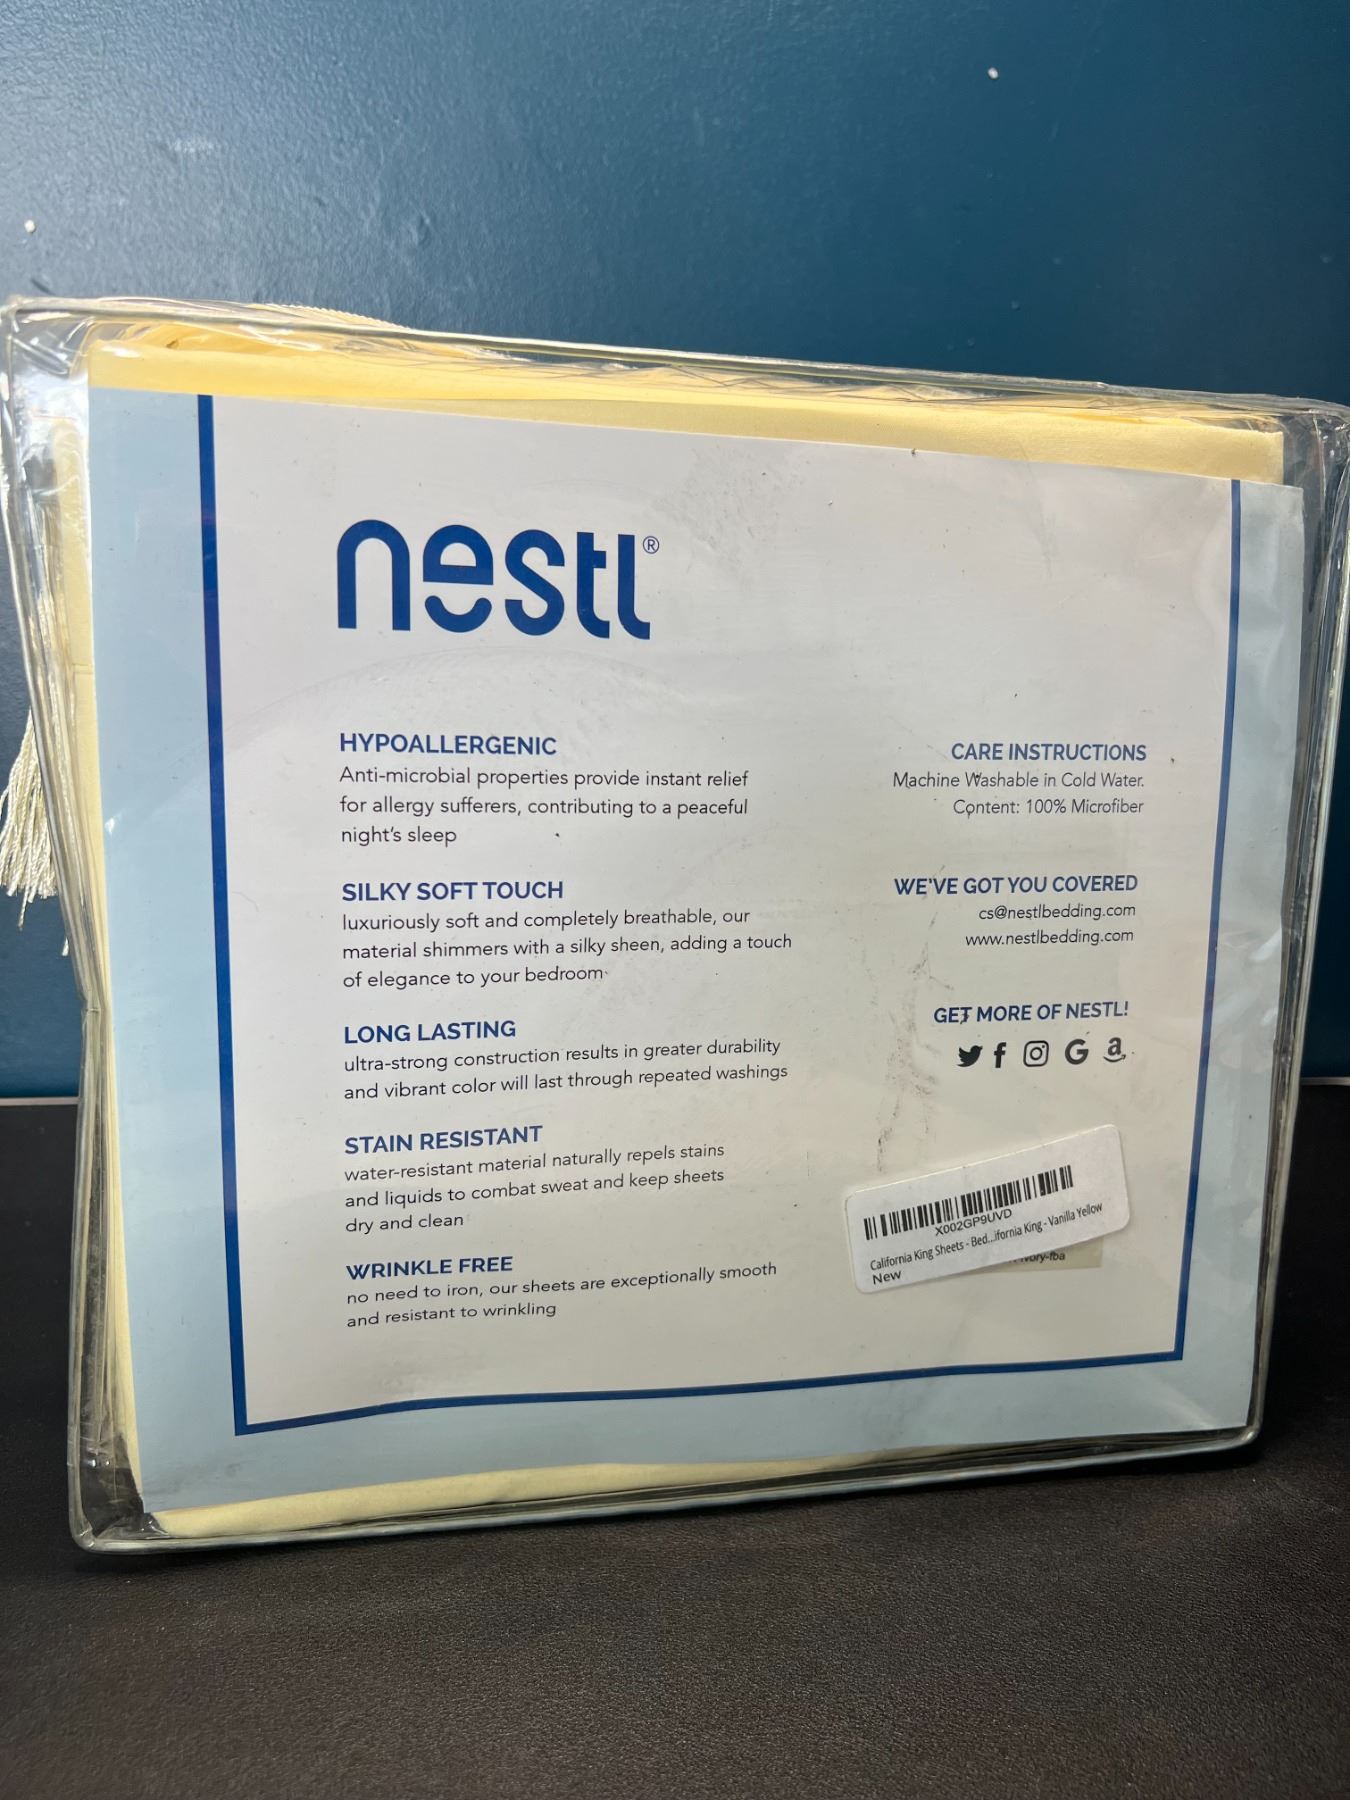 nestl®
HYPOALLERGENIC
Anti-microbial properties provide instant relief
for allergy sufferers, contributing to a peaceful
night's sleep
SILKY SOFT TOUCH
luxuriously soft and completely breathable, our
material shimmers with a silky sheen, adding a touch
of elegance to your bedroom
LONG LASTING
ultra-strong construction results in greater durability
and vibrant color will last through repeated washings
STAIN RESISTANT
water-resistant material naturally repels stains
and liquids to combat sweat and keep sheets
dry and clean
WRINKLE FREE
no need to iron, our sheets are exceptionally smooth
and resistant to wrinkling
CARE INSTRUCTIONS
Machine Washable in Cold Water.
Content: 100% Microfiber
WE'VE GOT YOU COVERED
cs@nestlbedding.com
www.nestlbedding.com
GET MORE OF NESTL!
X002GP9UVD
California King Sheets - Bed...ifornia King - Vanilla Yellow
New